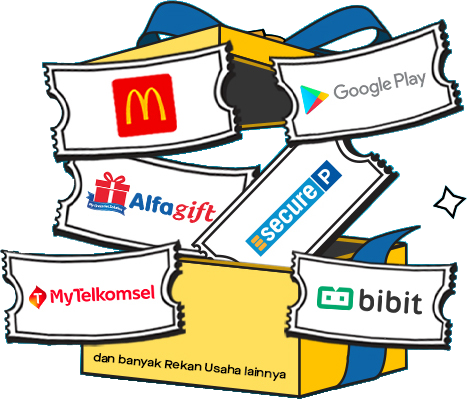 Google Play
Alfagift
secure P
MyTelkomsel
bibit
dan banyak Rekan Usaha lainnya